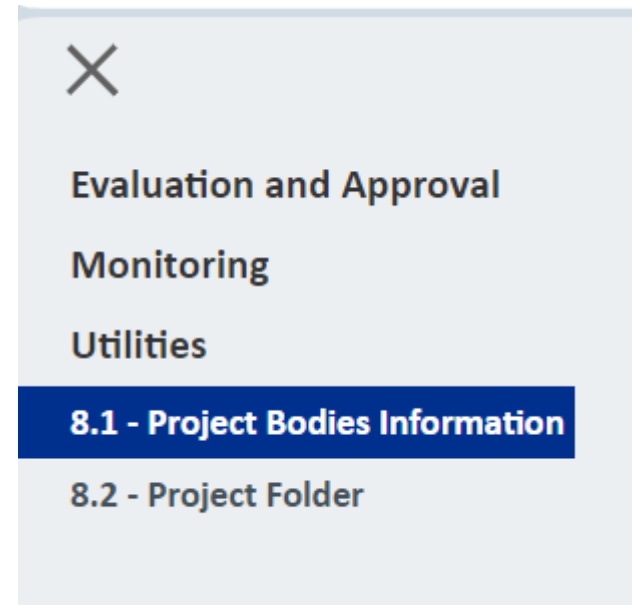 Evaluation and Approval
Monitoring
Utilities
8.1 - Project Bodies Information
8.2 - Project Folder